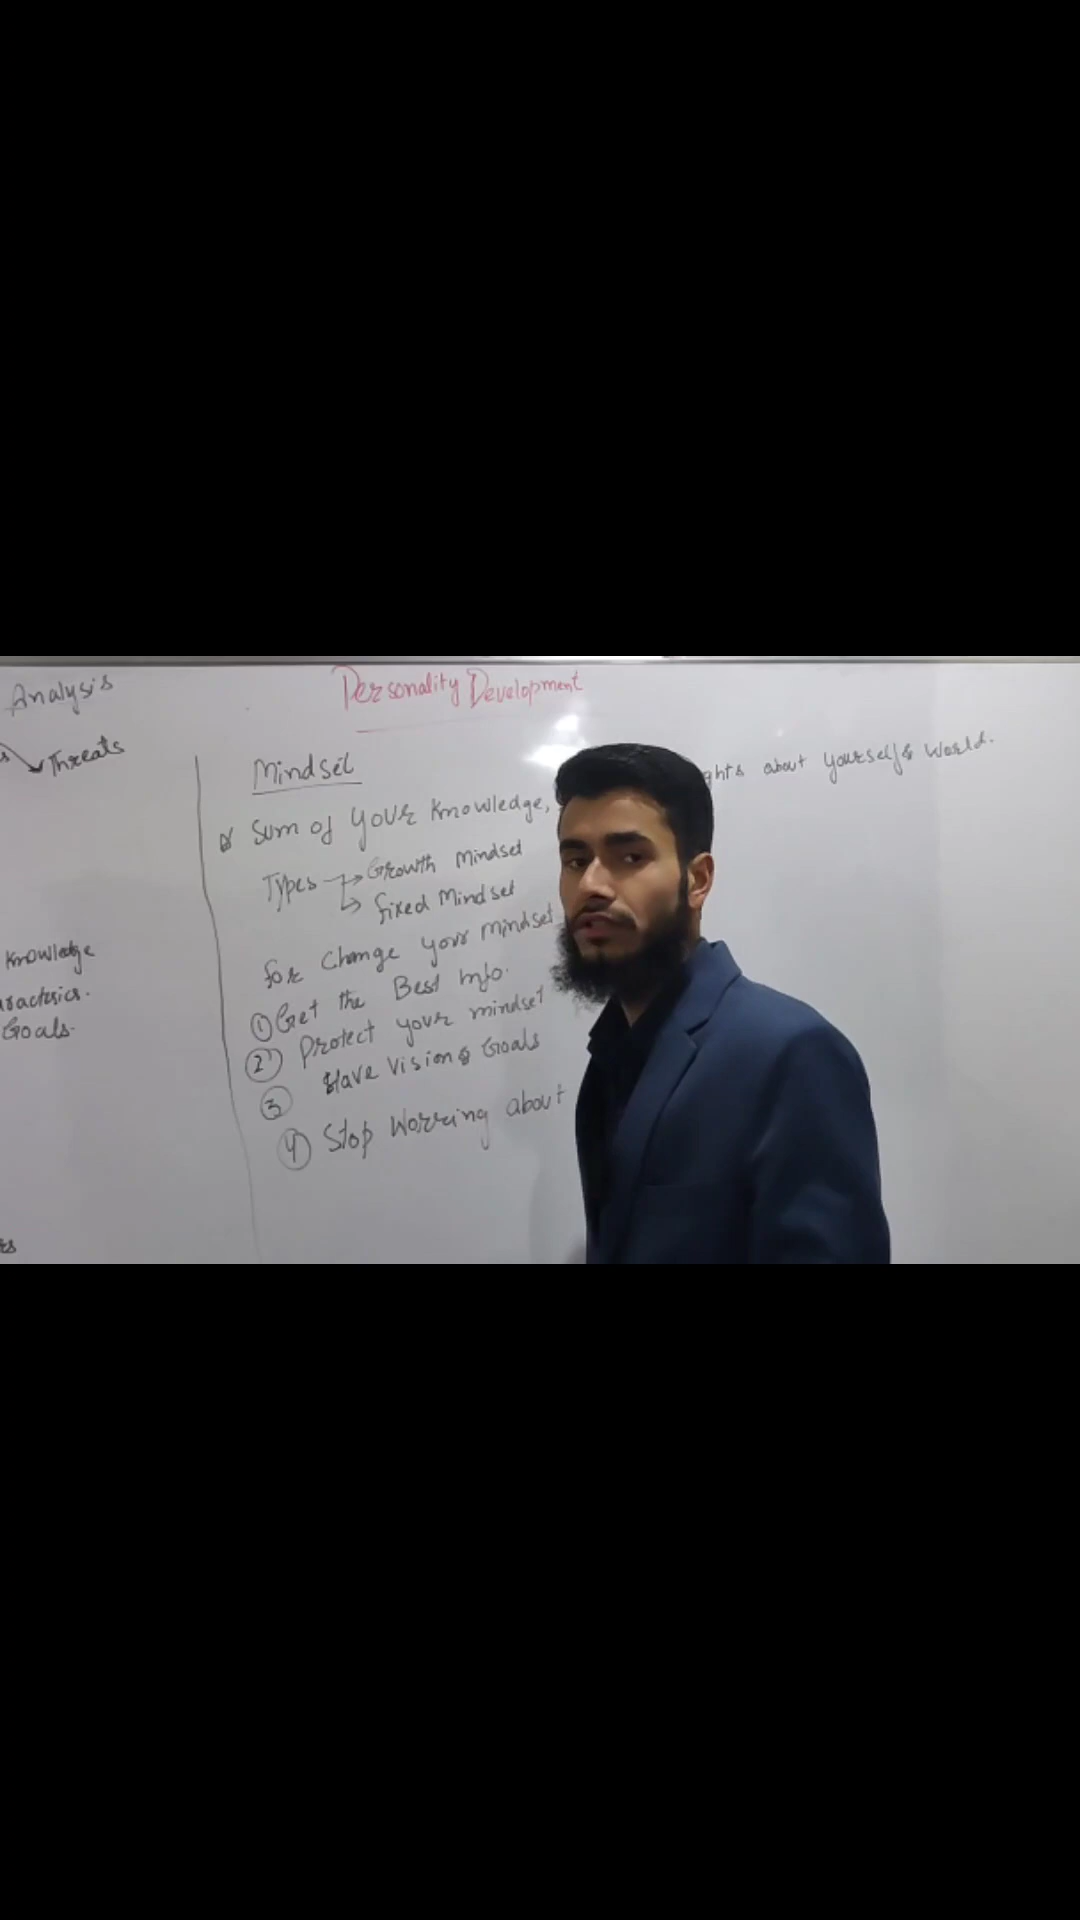 Analysis
Threats
Knowledge
Goals.
Personality Development
Mindset
Sum of your knowledge, ghts about yourself & World.
Types → Growth Mindset
→ fixed Mindset
for Change your Mindset
① Get the Best Info.
② Protect your mindset
③ Have Vision & Goals
④ Stop Worring about